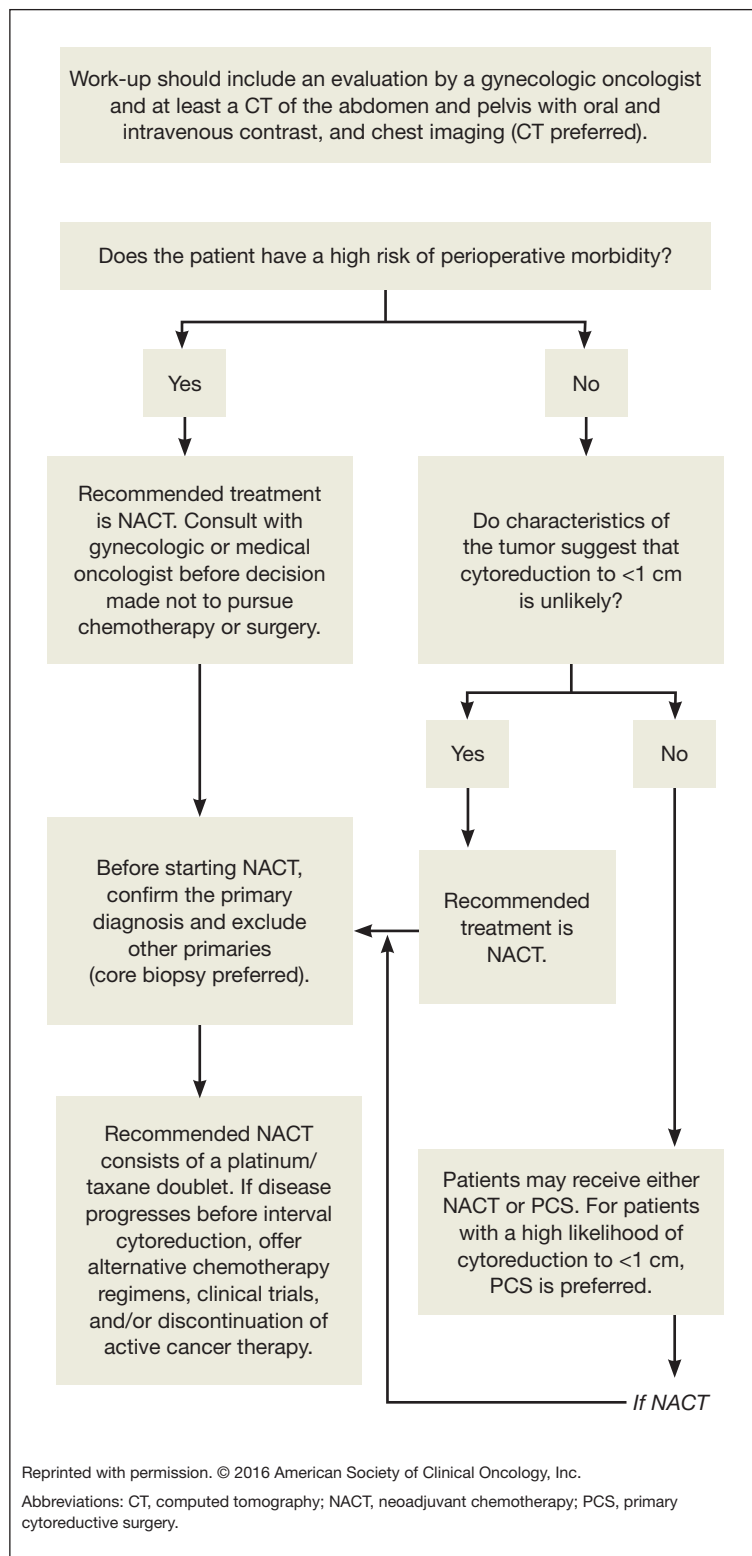 Work-up should include an evaluation by a gynecologic oncologist
and at least a CT of the abdomen and pelvis with oral and
intravenous contrast, and chest imaging (CT preferred).
Does the patient have a high risk of perioperative morbidity?
Yes
No
Recommended treatment
is NACT. Consult with
gynecologic or medical
oncologist before decision
made not to pursue
chemotherapy or surgery.
Do characteristics of
the tumor suggest that
cytoreduction to <1 cm
is unlikely?
Yes
No
Before starting NACT,
confirm the primary
diagnosis and exclude
other primaries
(core biopsy preferred).
Recommended
treatment is
NACT.
Recommended NACT
consists of a platinum/
taxane doublet. If disease
progresses before interval
cytoreduction, offer
alternative chemotherapy
regimens, clinical trials,
and/or discontinuation of
active cancer therapy.
Patients may receive either
NACT or PCS. For patients
with a high likelihood of
cytoreduction to <1 cm,
PCS is preferred.
If NACT
Reprinted with permission. © 2016 American Society of Clinical Oncology, Inc.
Abbreviations: CT, computed tomography; NACT, neoadjuvant chemotherapy; PCS, primary
cytoreductive surgery.